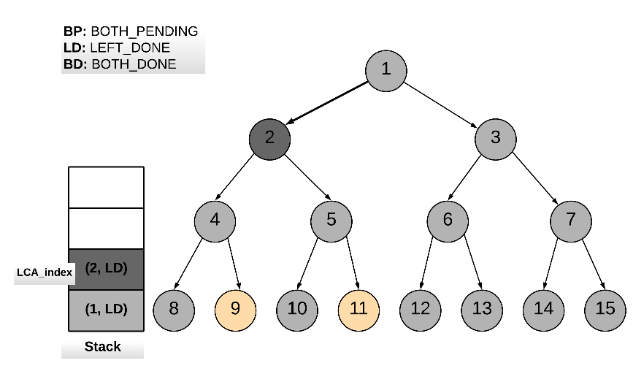 BP: BOTH_PENDING
LD: LEFT_DONE
BD: BOTH_DONE
1
2
3
4
5
6
7
LCA_index
(2, LD)
(1, LD)
8
9
10
11
12
13
14
15
Stack